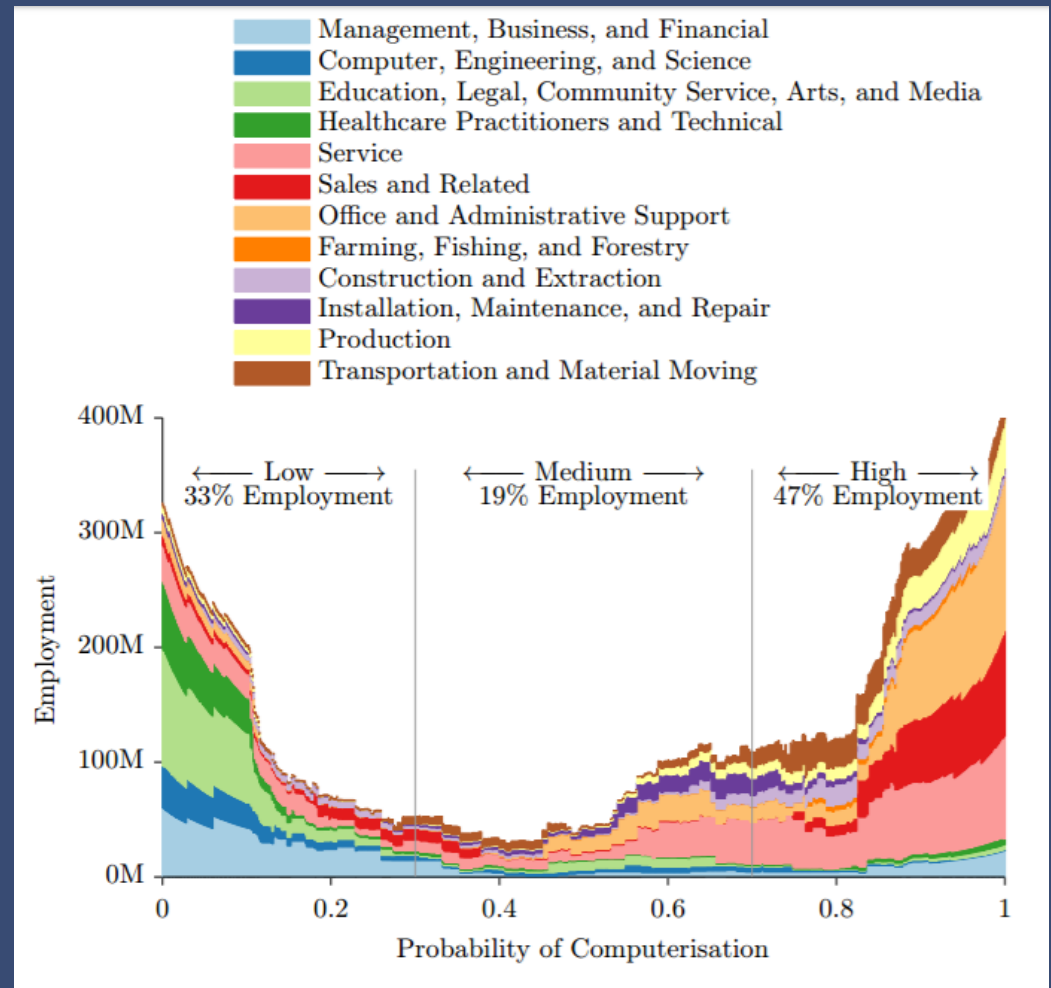 Management, Business, and Financial
Computer, Engineering, and Science
Education, Legal, Community Service, Arts, and Media
Healthcare Practitioners and Technical
Service
Sales and Related
Office and Administrative Support
Farming, Fishing, and Forestry
Construction and Extraction
Installation, Maintenance, and Repair
Production
Transportation and Material Moving
400M
300M
200M
100M
0M
Employment
← Low →
33% Employment
← Medium →
19% Employment
← High →
47% Employment
0
0.2
0.4
0.6
0.8
1
Probability of Computerisation